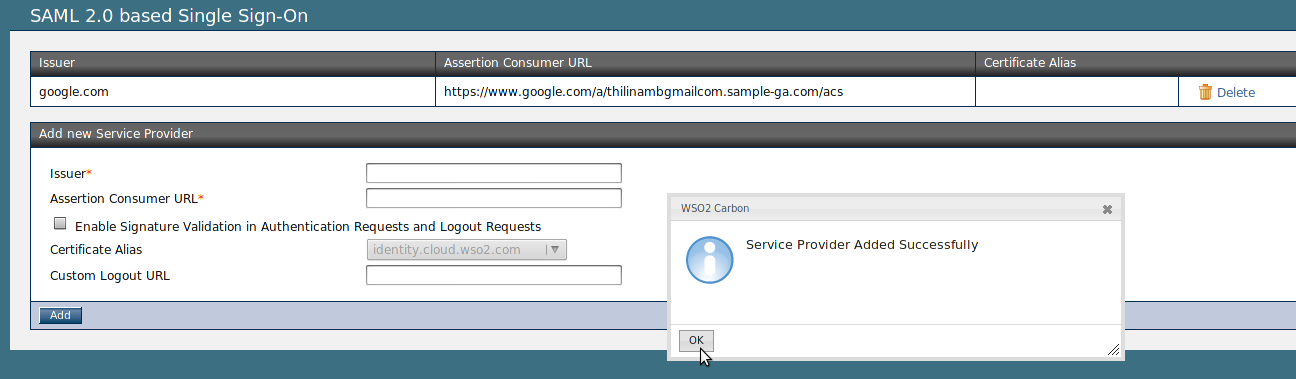 SAML 2.0 based Single Sign-On
Issuer Assertion Consumer URL Certificate Alias
google.com https://www.google.com/a/thilinambgmailcom.sample-ga.com/acs Delete
Add new Service Provider
Issuer*
Assertion Consumer URL*
Enable Signature Validation in Authentication Requests and Logout Requests
Certificate Alias identity.cloud.wso2.com
Custom Logout URL
Add
WSO2 Carbon
Service Provider Added Successfully
OK